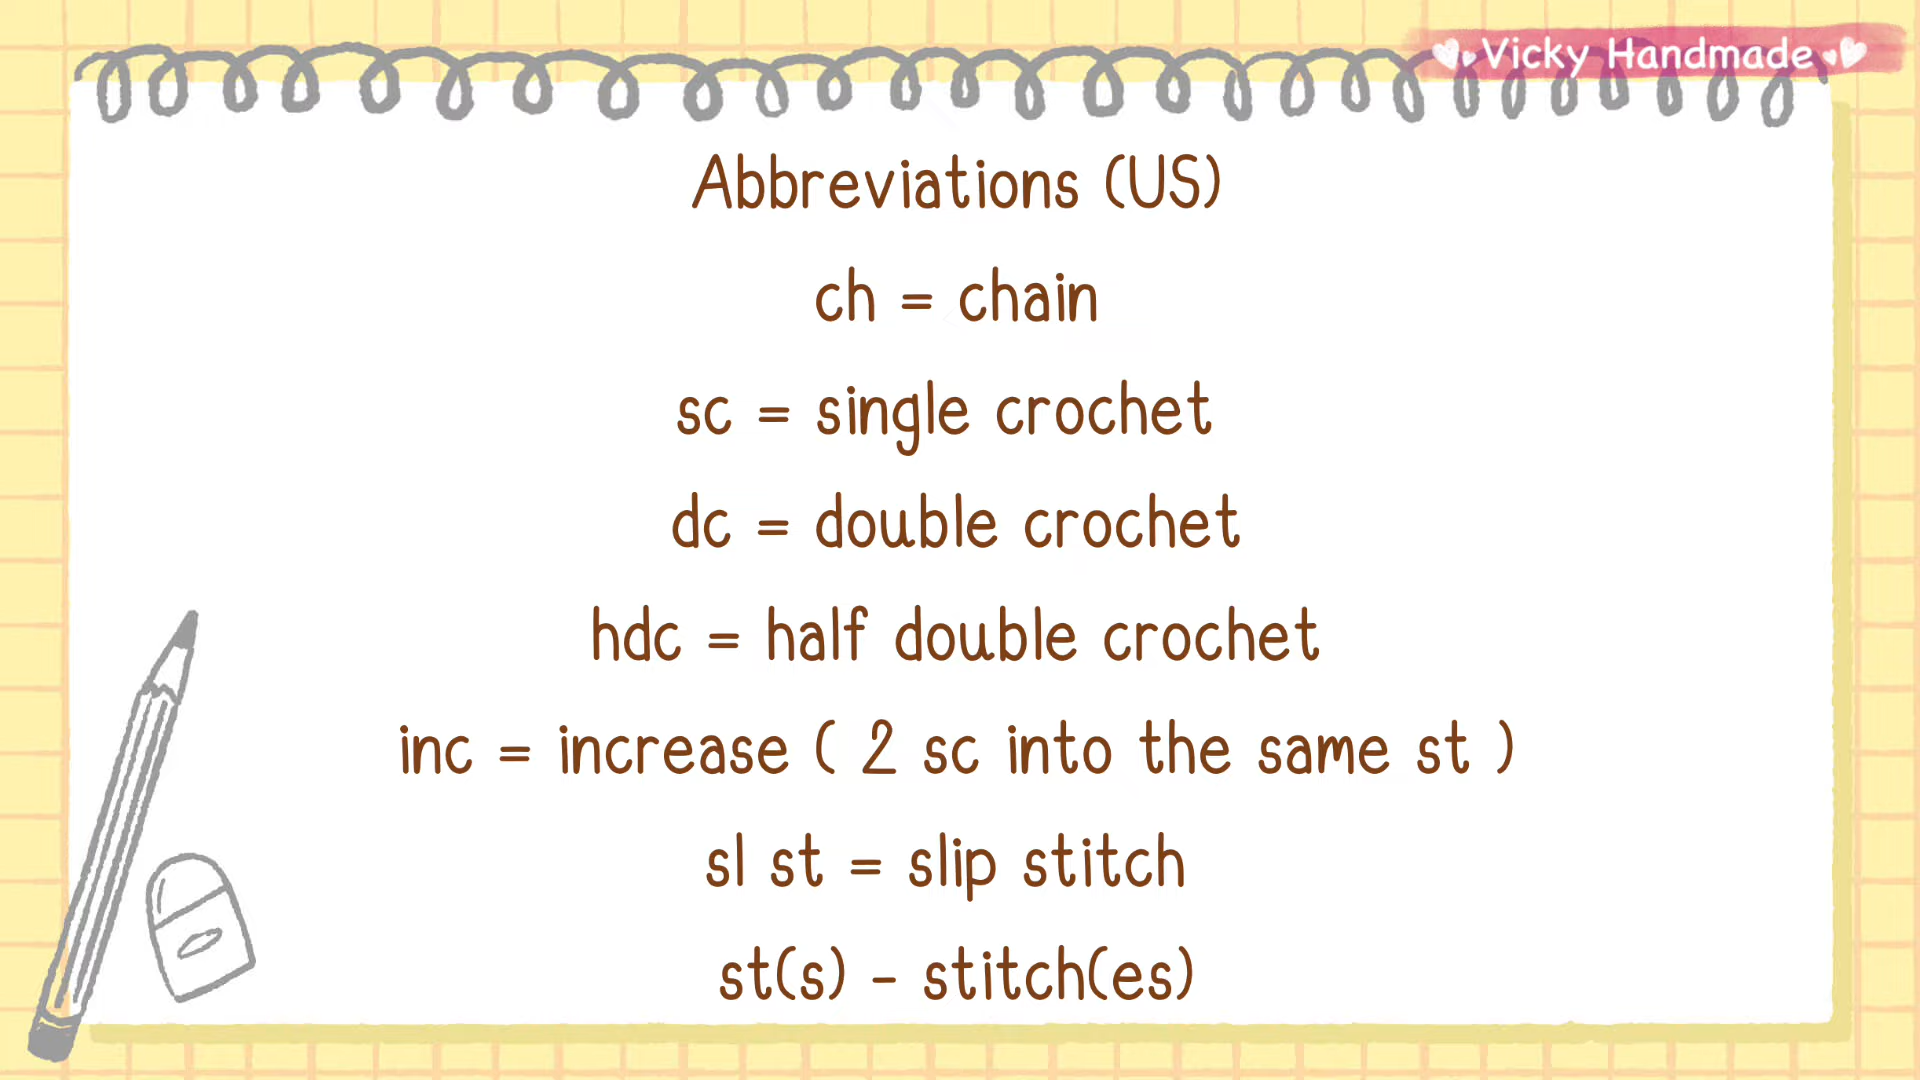 Vicky Handmade
Abbreviations (US)
ch = chain
sc = single crochet
dc = double crochet
hdc = half double crochet
inc = increase ( 2 sc into the same st )
sl st = slip stitch
st(s) - stitch(es)